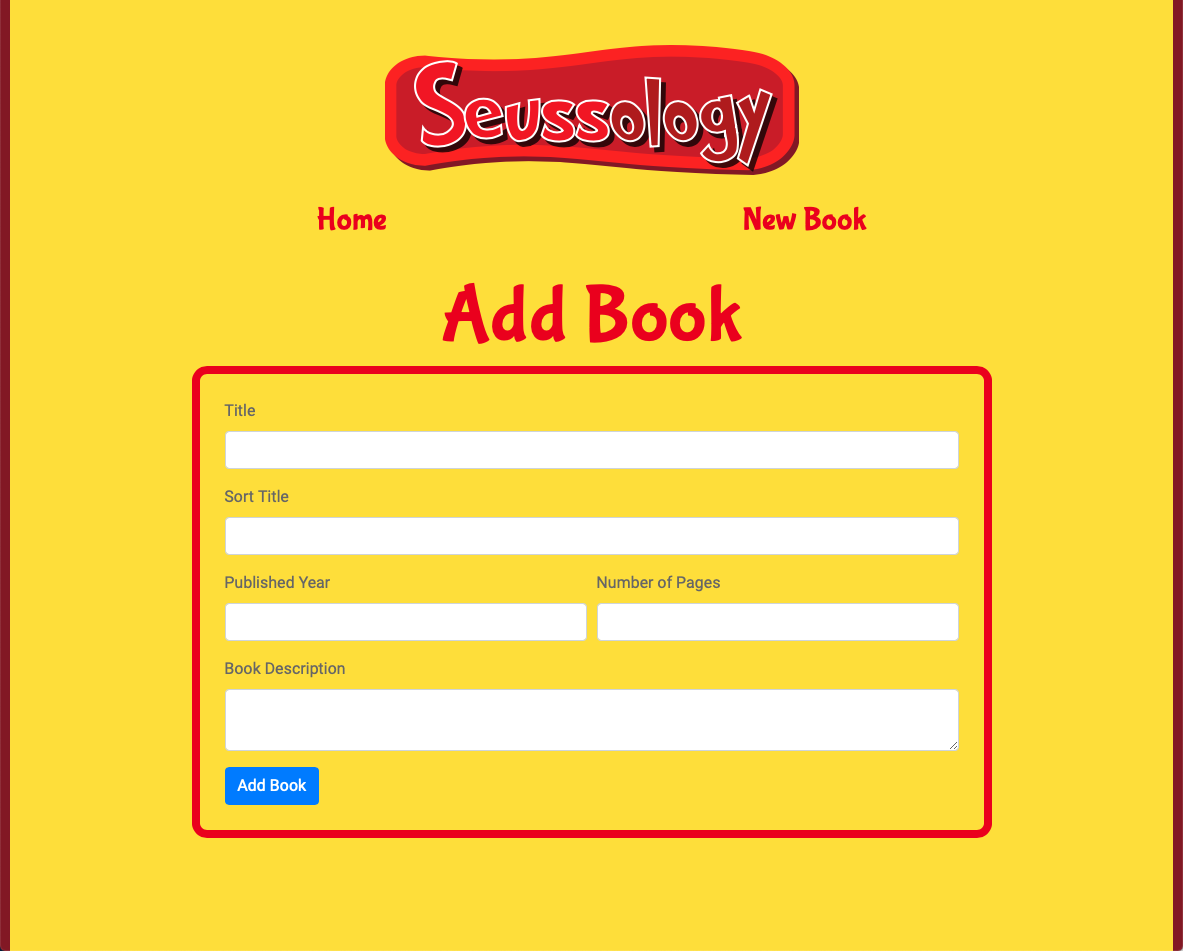 Seussology
Home New Book
Add Book
Title
Sort Title
Published Year Number of Pages
Book Description
Add Book